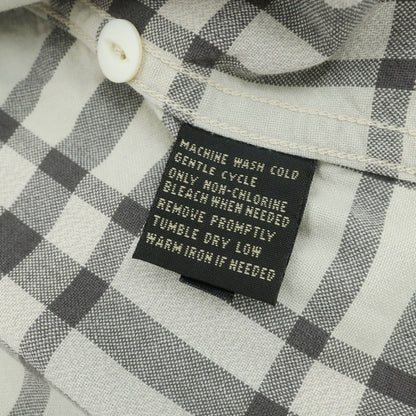 MACHINE WASH COLD
GENTLE CYCLE
ONLY NON-CHLORINE
BLEACH WHEN NEEDED
REMOVE PROMPTLY
TUMBLE DRY LOW
WARM IRON IF NEEDED